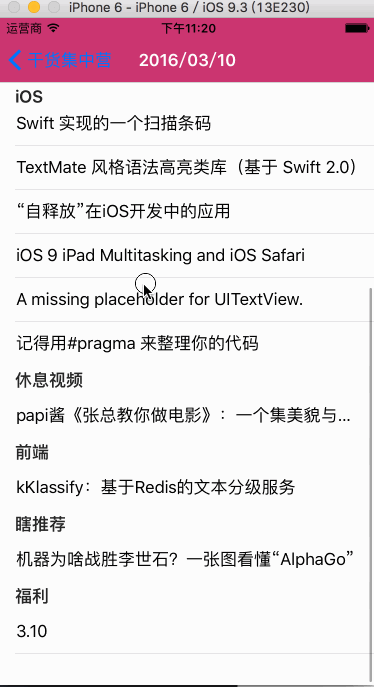 iPhone 6 - iPhone 6 / iOS 9.3 (13E230)
运营商 下午11:20
干货集中营 2016/03/10
iOS
Swift 实现的一个扫描条码
TextMate 风格语法高亮类库（基于 Swift 2.0）
“自释放”在iOS开发中的应用
iOS 9 iPad Multitasking and iOS Safari
A missing placeholder for UITextView.
记得用#pragma 来整理你的代码
休息视频
papi酱《张总教你做电影》：一个集美貌与...
前端
kKlassify：基于Redis的文本分级服务
瞎推荐
机器为啥战胜李世石？一张图看懂“AlphaGo”
福利
3.10